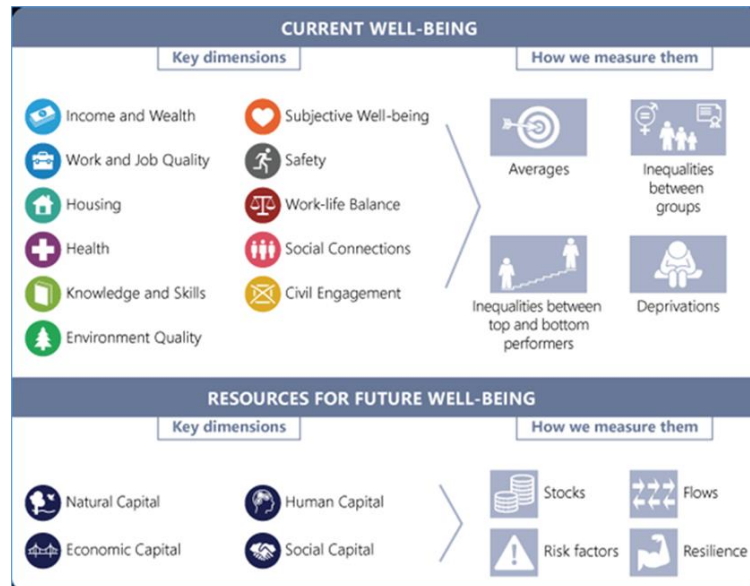 CURRENT WELL-BEING
Key dimensions
How we measure them
Income and Wealth
Subjective Well-being
Work and Job Quality
Safety
Housing
Work-life Balance
Health
Social Connections
Knowledge and Skills
Civil Engagement
Environment Quality
Averages
Inequalities
between
groups
Inequalities between
top and bottom
performers
Deprivations
RESOURCES FOR FUTURE WELL-BEING
Key dimensions
How we measure them
Natural Capital
Human Capital
Economic Capital
Social Capital
Stocks
Flows
Risk factors
Resilience